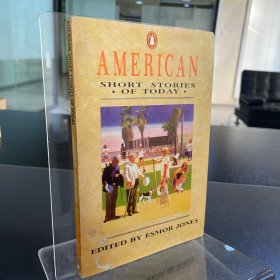 AMERICAN
SHORT STORIES
• OF TODAY •
EDITED BY ESMOR JONES